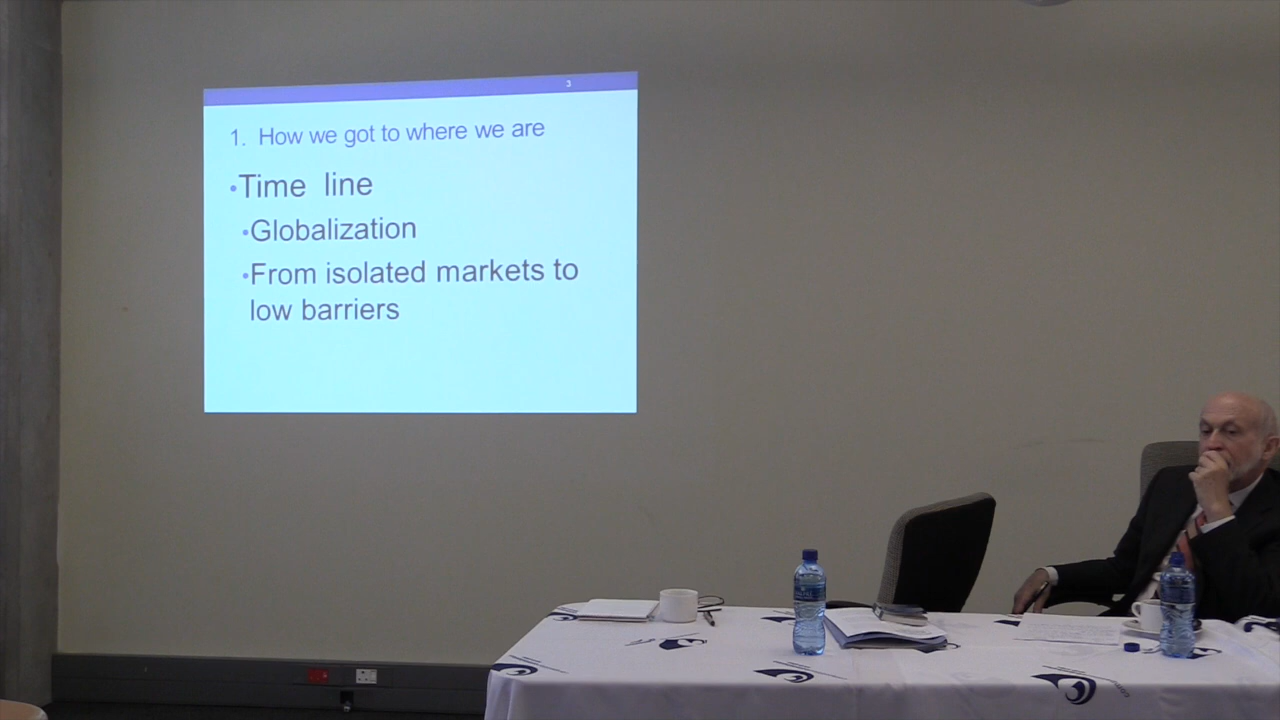 3
1. How we got to where we are
•Time line
•Globalization
•From isolated markets to
low barriers